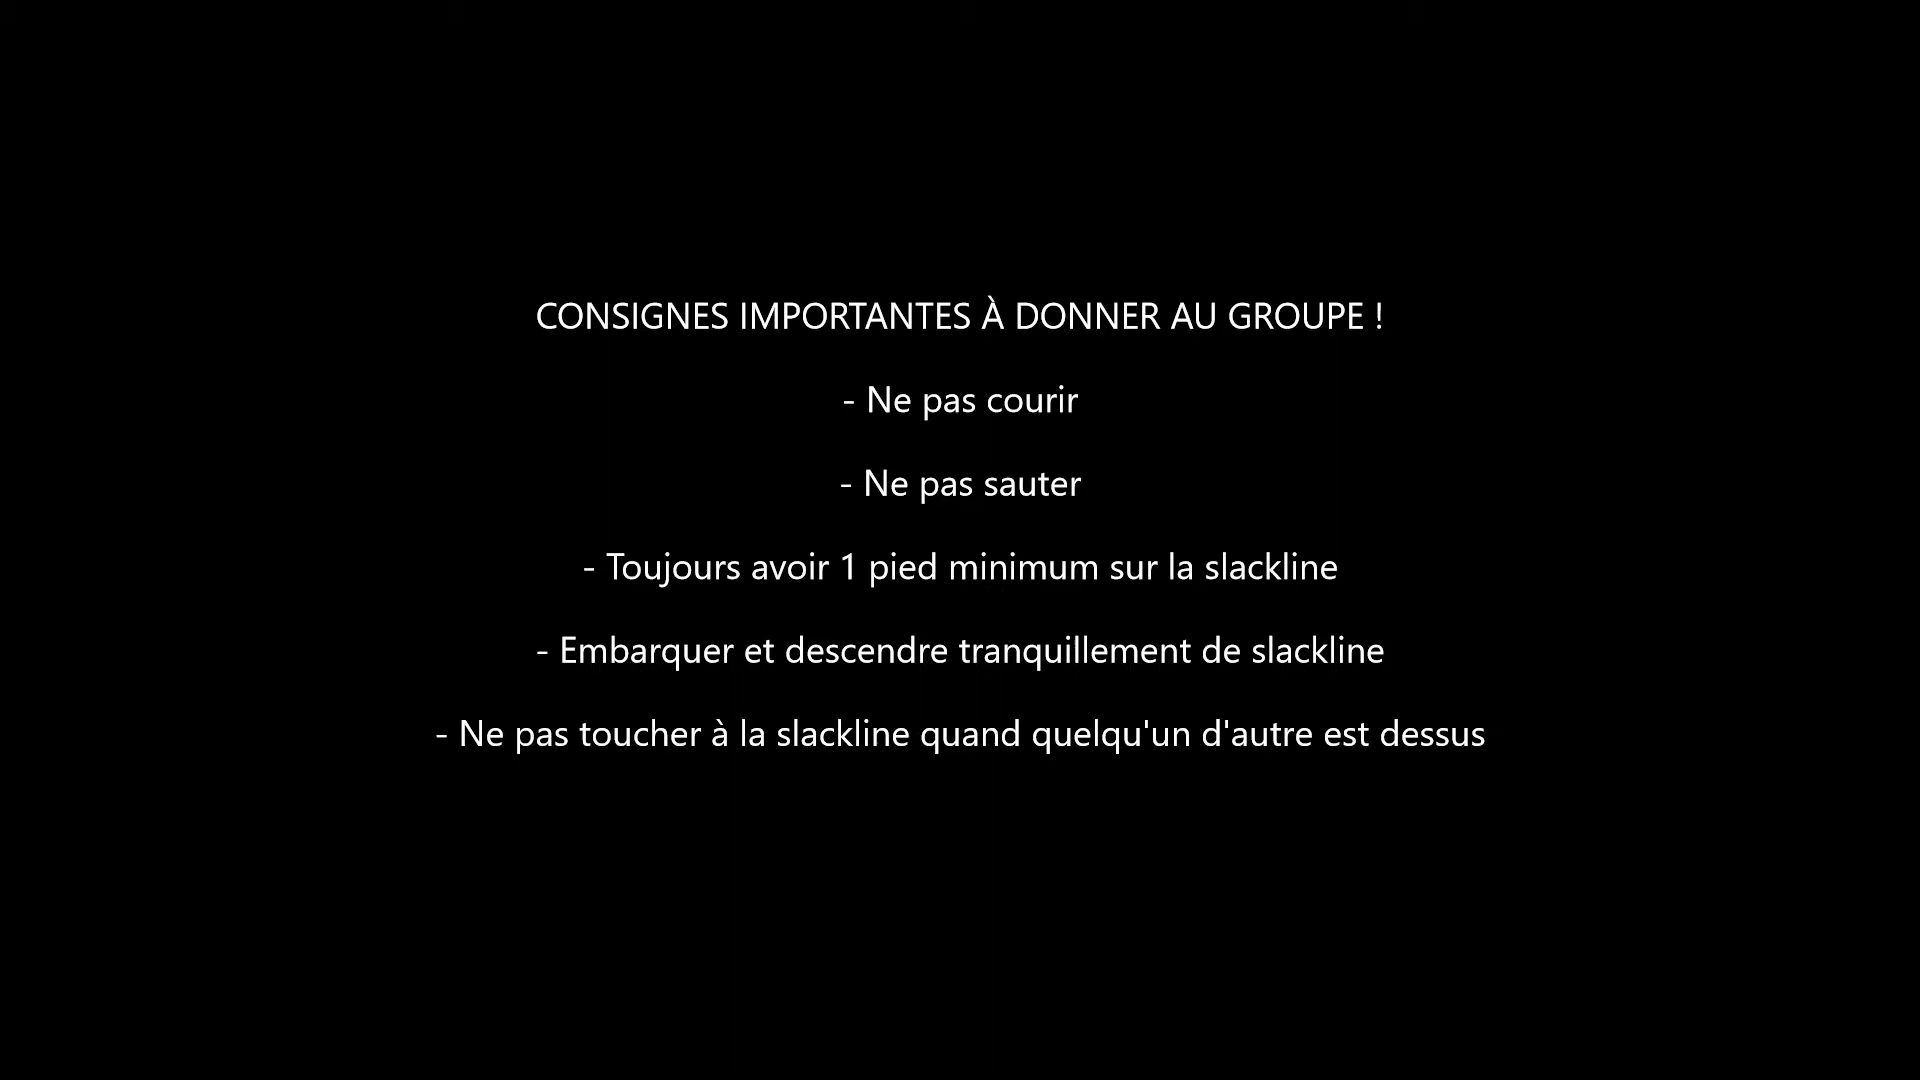 CONSIGNES IMPORTANTES À DONNER AU GROUPE !
- Ne pas courir
- Ne pas sauter
- Toujours avoir 1 pied minimum sur la slackline
- Embarquer et descendre tranquillement de slackline
- Ne pas toucher à la slackline quand quelqu'un d'autre est dessus